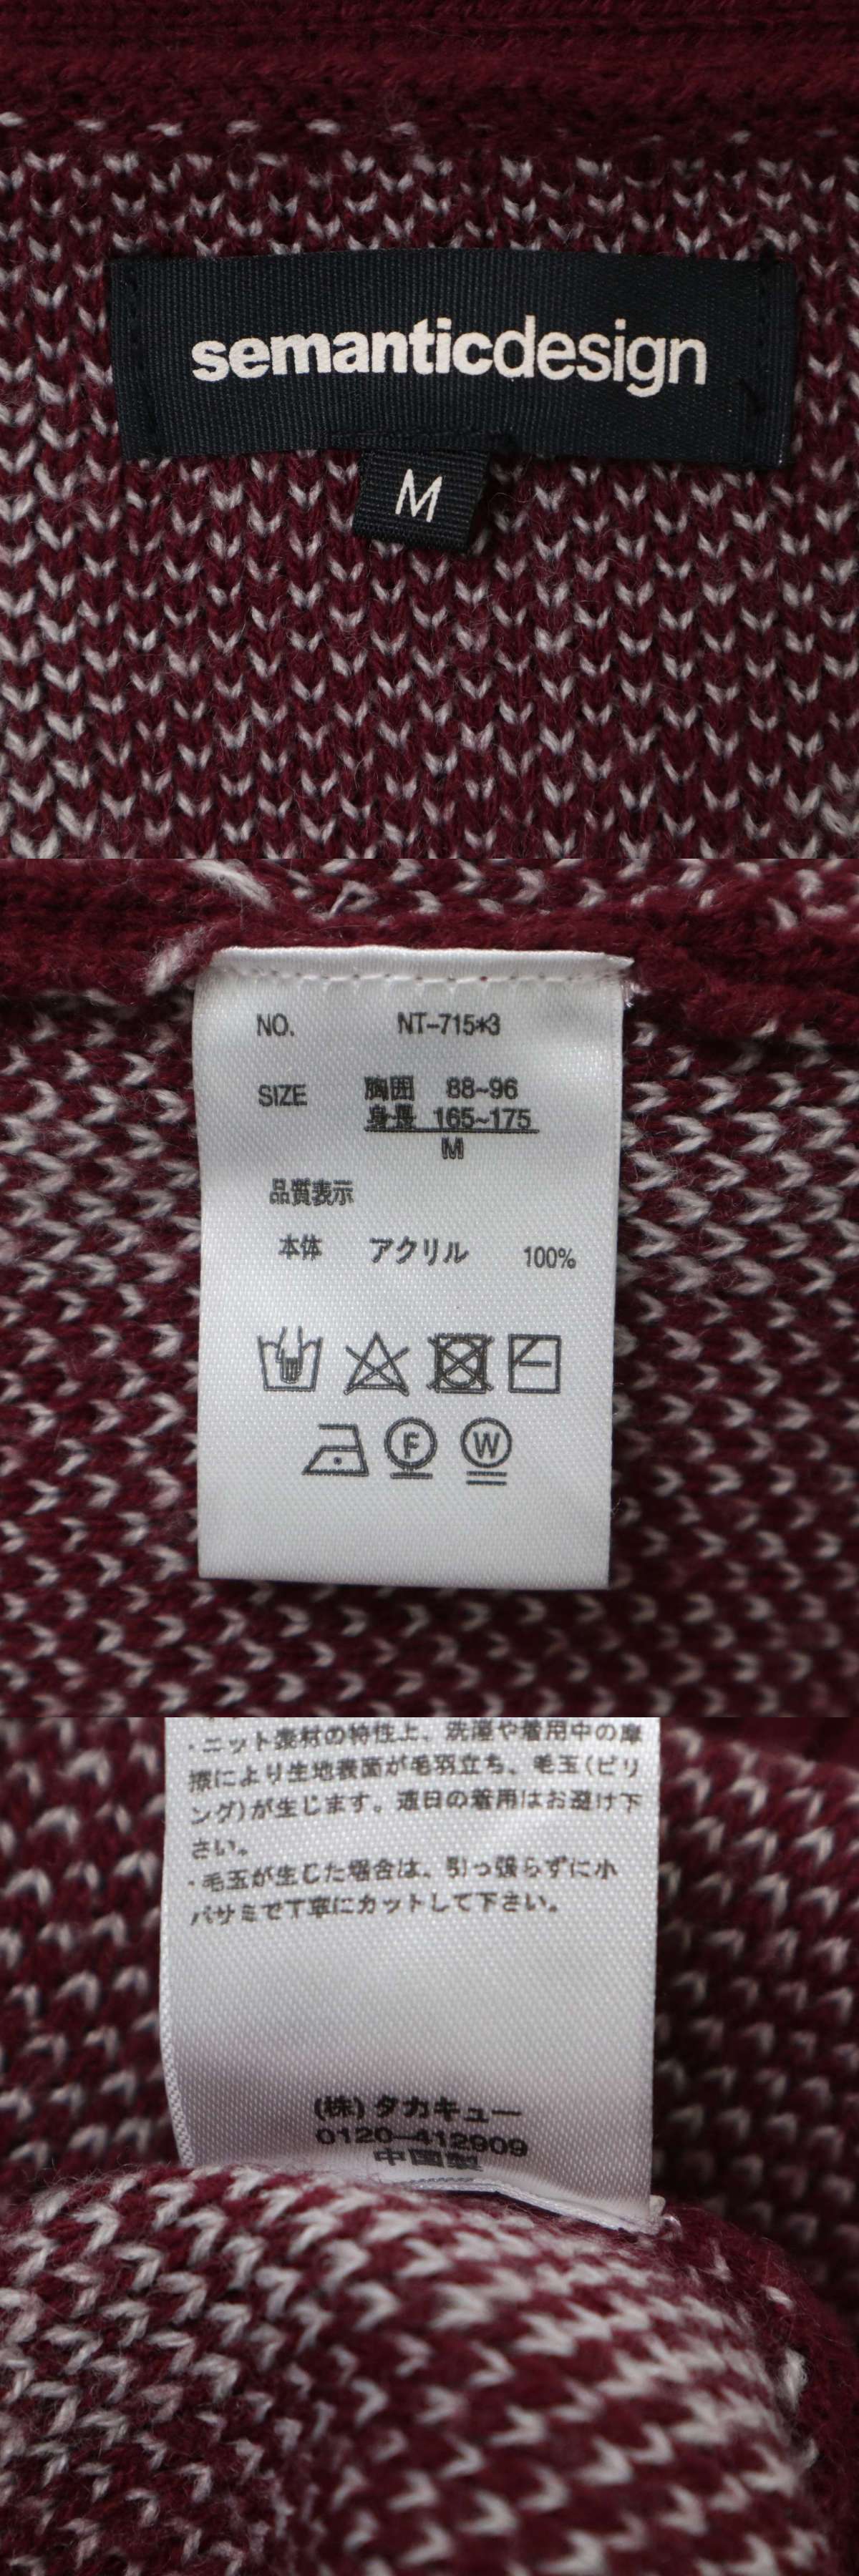 semanticdesign
M
NO. NT-715*3
SIZE 胸囲 88~96
身長 165~175
M
品質表示
本体 アクリル 100%
F W
・ニット素材の特性上、洗濯や着用中の摩
擦により生地表面が毛羽立ち、毛玉(ピリ
ング)が生じます。連日の着用はお避け下
さい。
・毛玉が生じた場合は、引っ張らずに小
バサミで丁寧にカットして下さい。
(株)タカキュー
0120-412909
中国製